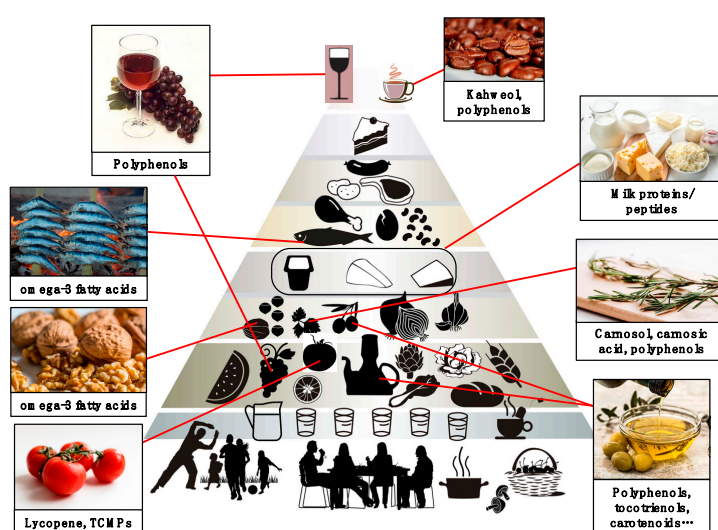 Polyphenols
Kahweol,
polyphenols
Milk proteins/
peptides
omega-3 fatty acids
Carnosol, carnosic
acid, polyphenols
omega-3 fatty acids
Lycopene, TCMPs
Polyphenols,
tocotrienols,
carotenoids…